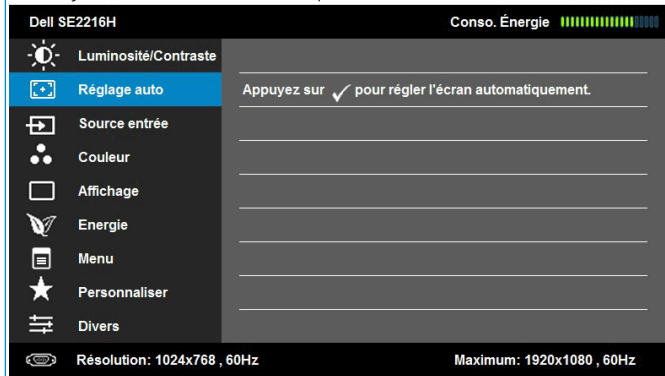 Dell SE2216H
Conso. Énergie
Luminosité/Contraste
Réglage auto
Appuyez sur ✓ pour régler l'écran automatiquement.
Source entrée
Couleur
Affichage
Energie
Menu
Personnaliser
Divers
Résolution: 1024x768 , 60Hz
Maximum: 1920x1080 , 60Hz